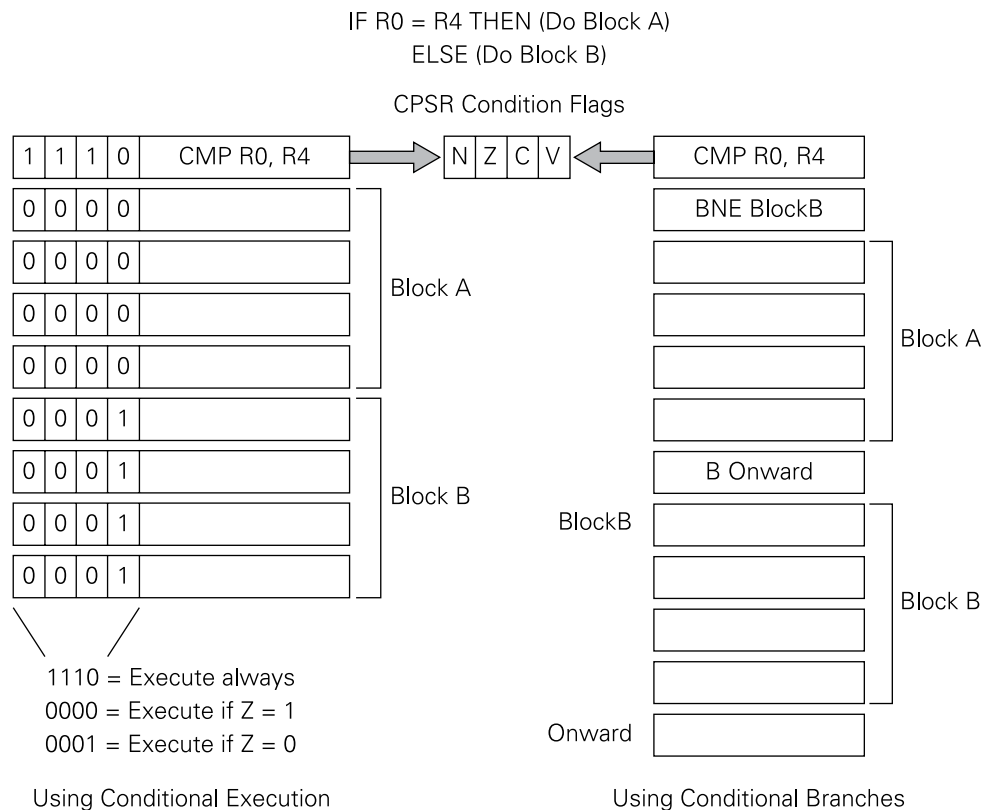 IF R0 = R4 THEN (Do Block A)
ELSE (Do Block B)
CPSR Condition Flags
1 1 1 0 CMP R0, R4
N Z C V
CMP R0, R4
0 0 0 0
BNE BlockB
0 0 0 0
0 0 0 0
0 0 0 0
Block A
Block A
0 0 0 1
0 0 0 1
B Onward
0 0 0 1
0 0 0 1
Block B
BlockB
Block B
1110 = Execute always
0000 = Execute if Z = 1
0001 = Execute if Z = 0
Onward
Using Conditional Execution
Using Conditional Branches